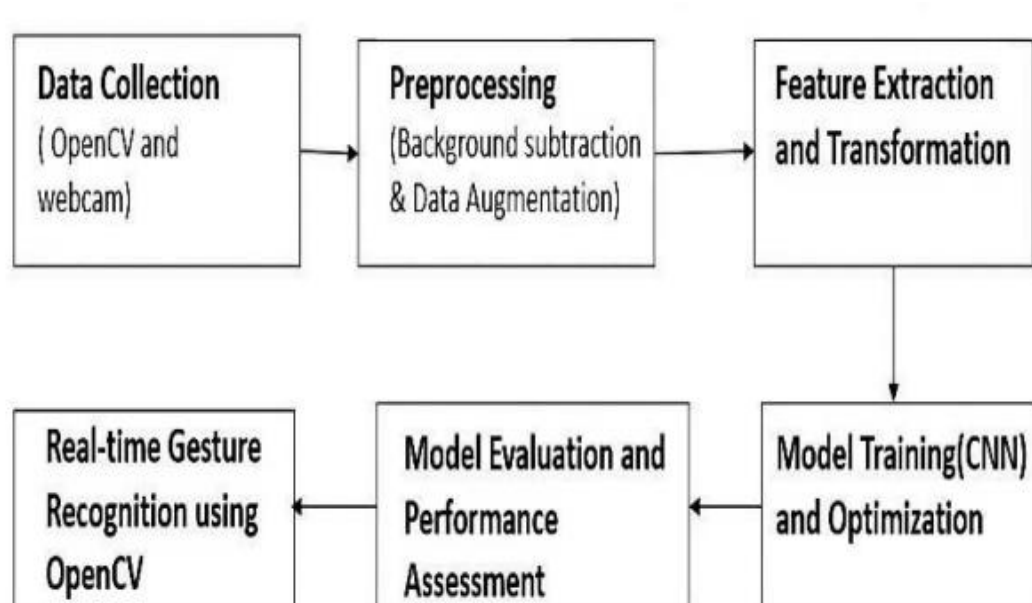 Data Collection
( OpenCV and
webcam)
Preprocessing
(Background subtraction
& Data Augmentation)
Feature Extraction
and Transformation
Model Training(CNN)
and Optimization
Model Evaluation and
Performance
Assessment
Real-time Gesture
Recognition using
OpenCV